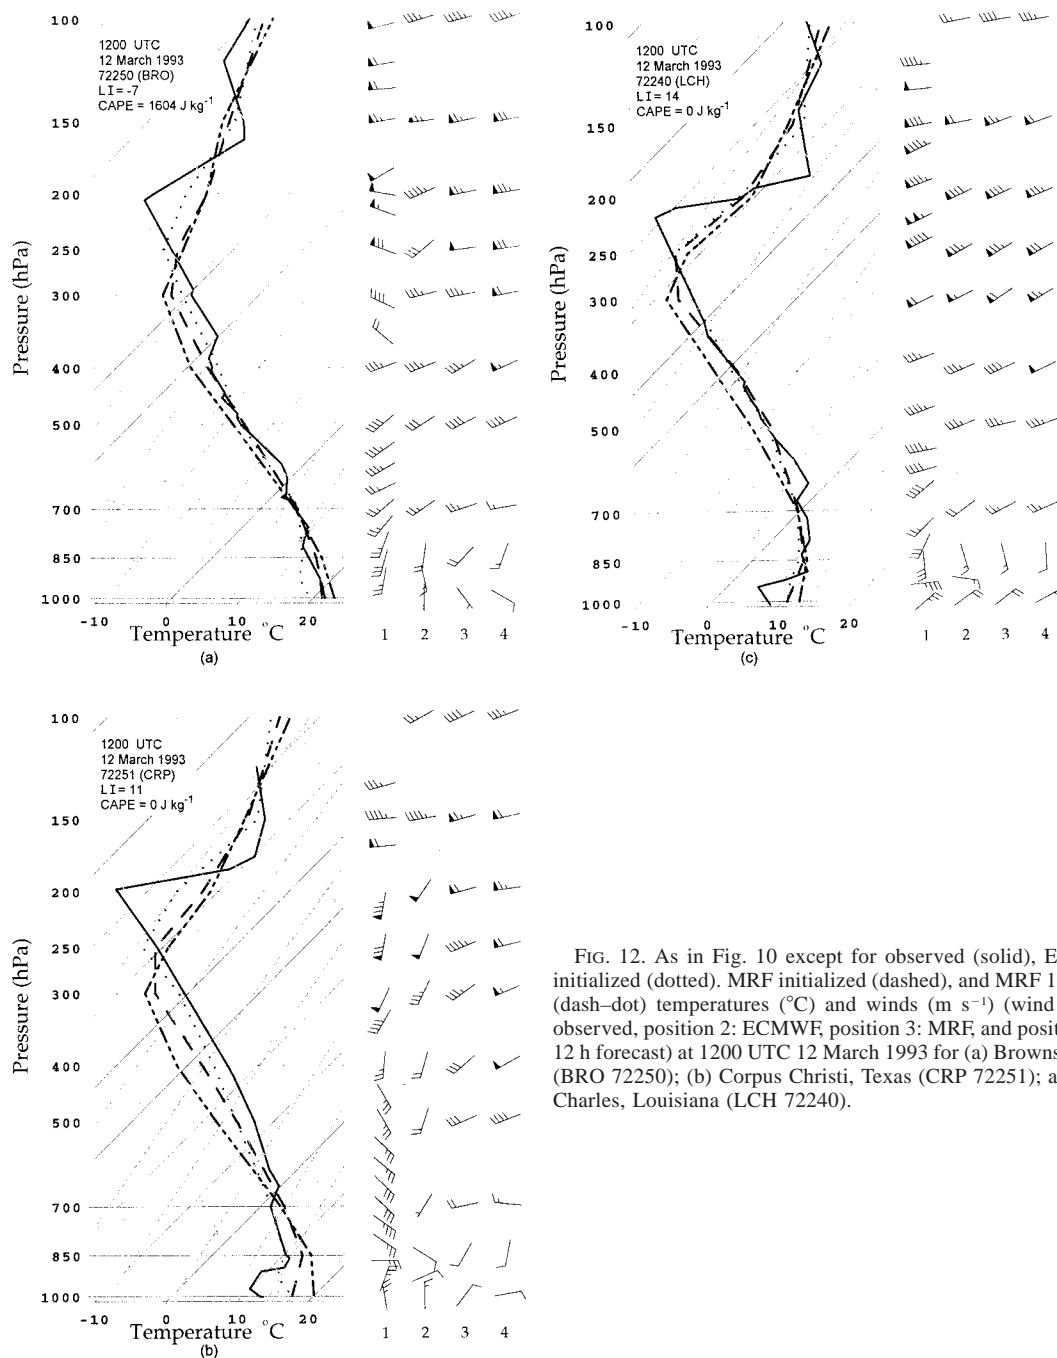 100
1200 UTC
12 March 1993
72250 (BRO)
LI = -7
CAPE = 1604 J kg-1
150
200
250
300
400
500
700
850
1000
Pressure (hPa)
-10 0 10 20
Temperature °C
1 2 3 4
(a)
100
1200 UTC
12 March 1993
72240 (LCH)
LI = 14
CAPE = 0 J kg-1
150
200
250
300
400
500
700
850
1000
Pressure (hPa)
-10 0 10 20
Temperature °C
1 2 3 4
(c)
100
1200 UTC
12 March 1993
72251 (CRP)
LI = 11
CAPE = 0 J kg-1
150
200
250
300
400
500
700
850
1000
Pressure (hPa)
-10 0 10 20
Temperature °C
1 2 3 4
(b)
FIG. 12. As in Fig. 10 except for observed (solid), E
initialized (dotted). MRF initialized (dashed), and MRF 1
(dash–dot) temperatures (°C) and winds (m s−1) (wind
observed, position 2: ECMWF, position 3: MRF, and posit
12 h forecast) at 1200 UTC 12 March 1993 for (a) Browns
(BRO 72250); (b) Corpus Christi, Texas (CRP 72251); a
Charles, Louisiana (LCH 72240).